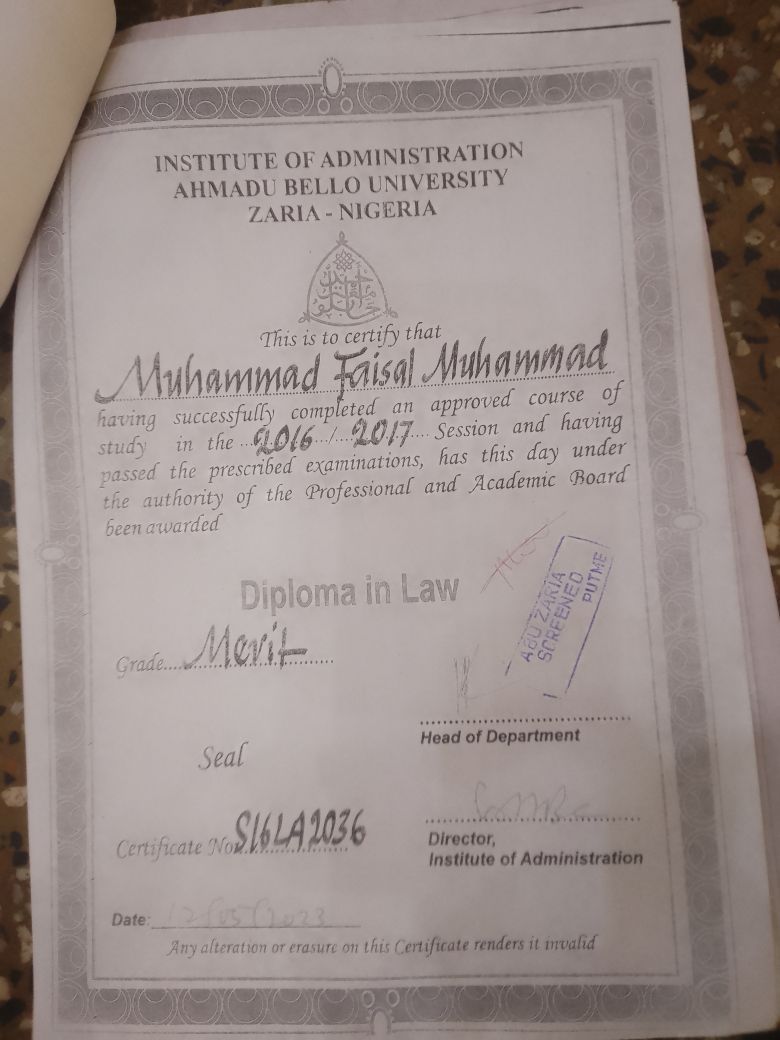 INSTITUTE OF ADMINISTRATION
AHMADU BELLO UNIVERSITY
ZARIA - NIGERIA
This is to certify that
Muhammad Faisal Muhammad
having successfully completed an approved course of
study in the 2016/2017 Session and having
passed the prescribed examinations, has this day under
the authority of the Professional and Academic Board
been awarded
Diploma in Law
ABU ZARIA
SCREENED
PUTME
Grade Merit
Head of Department
Seal
Certificate No S16LA2036
Director,
Institute of Administration
Date: 12/05/2023
Any alteration or erasure on this Certificate renders it invalid